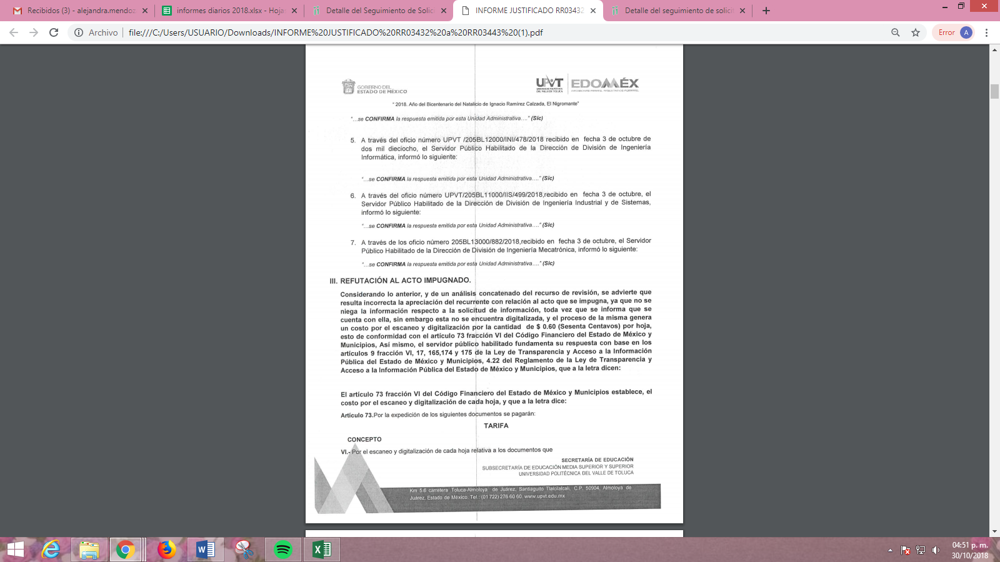 Recibidos (3) - alejandra.mendoz
informes diarios 2018.xlsx - Hoja
Detalle del Seguimiento de Solici
INFORME JUSTIFICADO RR03432
Detalle del seguimiento de solicit
Archivo
file:///C:/Users/USUARIO/Downloads/INFORME%20JUSTIFICADO%20RR03432%20a%20RR03443%20(1).pdf
Error A
GOBIERNO DEL
ESTADO DE MÉXICO
UPVT
EDOMÉX
" 2018. Año del Bicentenario del Natalicio de Ignacio Ramírez Calzada, El Nigromante"
"…se CONFIRMA la respuesta emitida por esta Unidad Administrativa…." (Sic)
5. A través del oficio número UPVT /205BL12000/INI/478/2018 recibido en fecha 3 de octubre de
dos mil dieciocho, el Servidor Público Habilitado de la Dirección de División de Ingeniería
Informática, informó lo siguiente:
"…se CONFIRMA la respuesta emitida por esta Unidad Administrativa…." (Sic)
6. A través del oficio número UPVT/205BL11000/IIS/499/2018,recibido en fecha 3 de octubre, el
Servidor Público Habilitado de la Dirección de División de Ingeniería Industrial y de Sistemas,
informó lo siguiente:
"…se CONFIRMA la respuesta emitida por esta Unidad Administrativa…." (Sic)
7. A través de los oficio número 205BL13000/882/2018,recibido en fecha 3 de octubre, el Servidor
Público Habilitado de la Dirección de División de Ingeniería Mecatrónica, informó lo siguiente:
"…se CONFIRMA la respuesta emitida por esta Unidad Administrativa…." (Sic)
III. REFUTACIÓN AL ACTO IMPUGNADO.
Considerando lo anterior, y de un análisis concatenado del recurso de revisión, se advierte que
resulta incorrecta la apreciación del recurrente con relación al acto que se impugna, ya que no se
niega la información respecto a la solicitud de información, toda vez que se informa que se
cuenta con ella, sin embargo esta no se encuentra digitalizada, y el proceso de la misma genera
un costo por el escaneo y digitalización por la cantidad de $ 0.60 (Sesenta Centavos) por hoja,
esto de conformidad con el artículo 73 fracción VI del Código Financiero del Estado de México y
Municipios, Asi mismo, el servidor público habilitado fundamenta su respuesta con base en los
artículos 9 fracción VI, 17, 165,174 y 175 de la Ley de Transparencia y Acceso a la Información
Pública del Estado de México y Municipios, 4.22 del Reglamento de la Ley de Transparencia y
Acceso a la Información Pública del Estado de México y Municipios, que a la letra dicen:
El artículo 73 fracción VI del Código Financiero del Estado de México y Municipios establece, el
costo por el escaneo y digitalización de cada hoja, y que a la letra dice:
Artículo 73.Por la expedición de los siguientes documentos se pagarán:
TARIFA
CONCEPTO
VI.- Por el escaneo y digitalización de cada hoja relativa a los documentos que
SECRETARÍA DE EDUCACIÓN
SUBSECRETARÍA DE EDUCACIÓN MEDIA SUPERIOR Y SUPERIOR
UNIVERSIDAD POLITÉCNICA DEL VALLE DE TOLUCA
Km 5.6 carretera Toluca-Almoloya de Juárez, Santiaguito Tlalcilalcali, C.P. 50904, Almoloya de
Juárez, Estado de México. Tel.: (01 722) 276 60 60. www.upvt.edu.mx
04:51 p. m.
30/10/2018